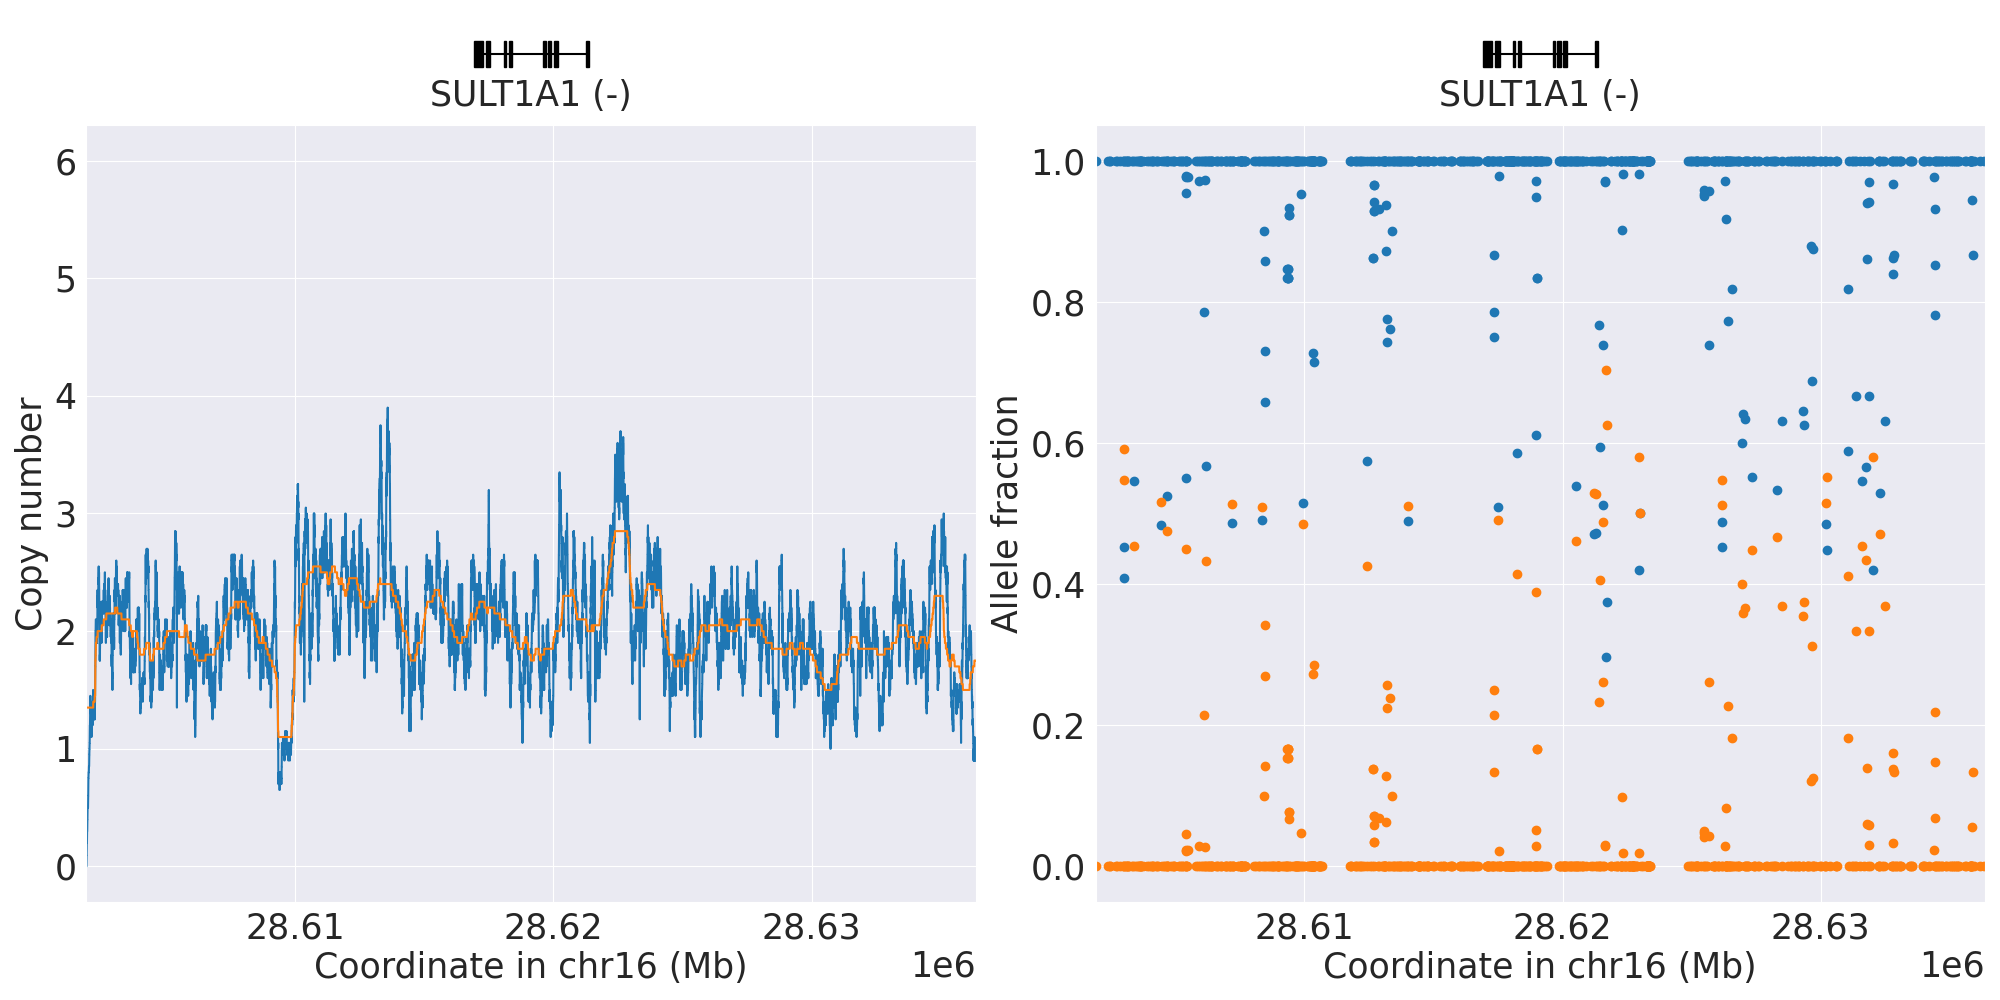 SULT1A1 (-)
6
5
4
3
2
1
0
Copy number
28.61
28.62
28.63
Coordinate in chr16 (Mb)
1e6
SULT1A1 (-)
1.0
0.8
0.6
0.4
0.2
0.0
Allele fraction
28.61
28.62
28.63
Coordinate in chr16 (Mb)
1e6